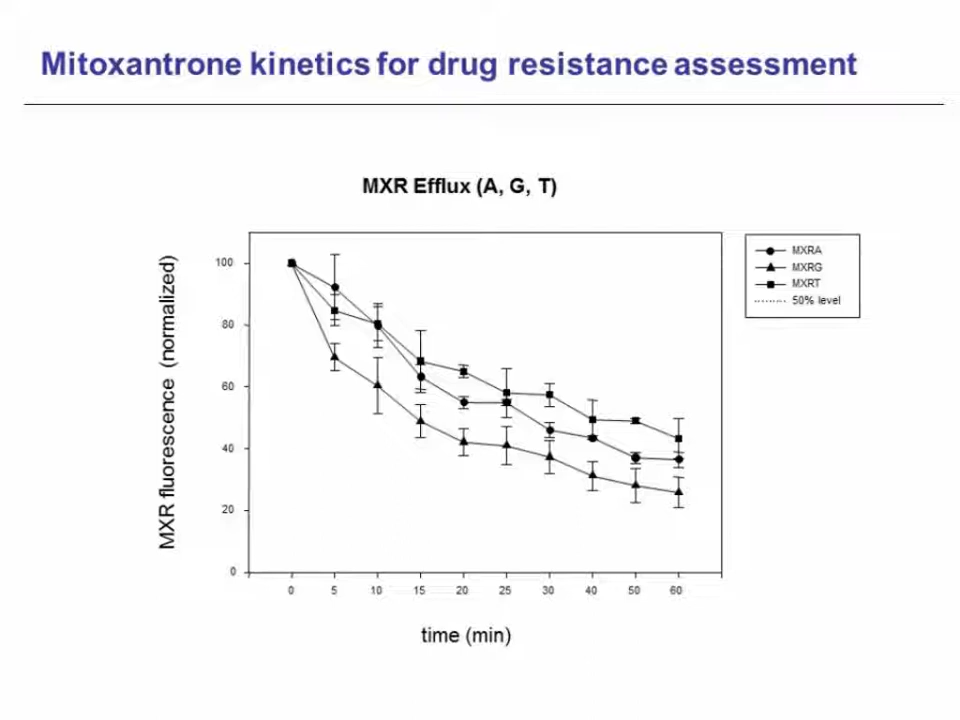 Mitoxantrone kinetics for drug resistance assessment
MXR Efflux (A, G, T)
MXR fluorescence (normalized)
100
80
60
40
20
0
0 5 10 15 20 25 30 40 50 60
time (min)
MXRA
MXRG
MXRT
50% level